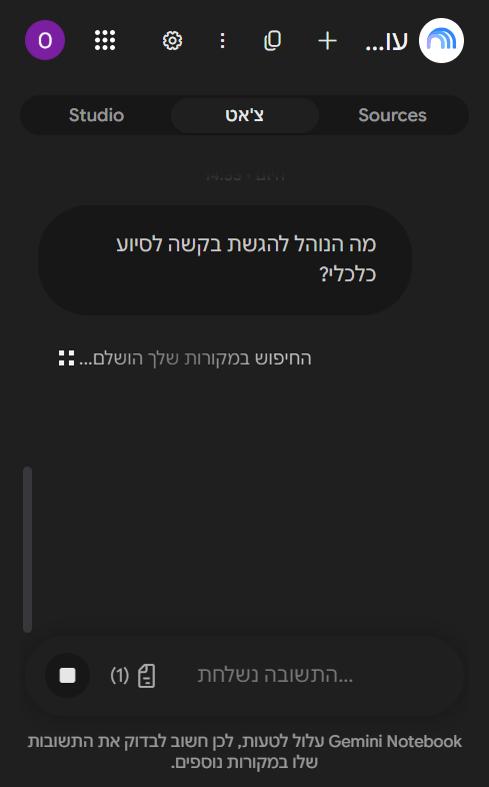 עו...
O
Sources
צ'אט
Studio
מה הנוהל להגשת בקשה לסיוע
כלכלי?
החיפוש במקורות שלך הושלם...
התשובה נשלחת...
(1)
Gemini Notebook עלול לטעות, לכן חשוב לבדוק את התשובות
שלו במקורות נוספים.